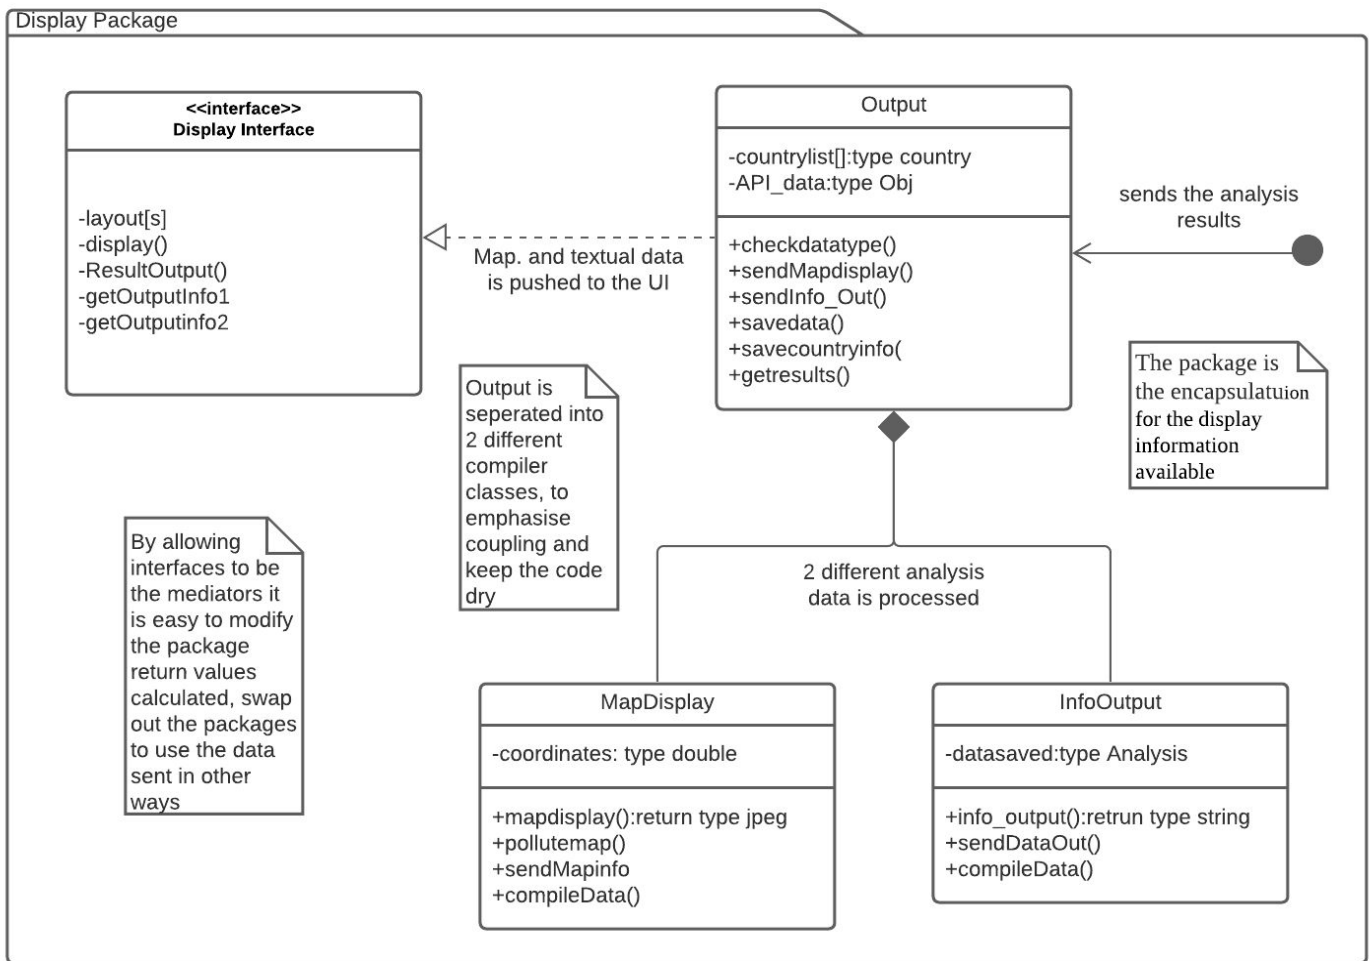 Display Package
<<interface>>
Display Interface
-layout[s]
-display()
-ResultOutput()
-getOutputInfo1
-getOutputinfo2
Map. and textual data
is pushed to the UI
Output
-countrylist[]:type country
-API_data:type Obj
+checkdatatype()
+sendMapdisplay()
+sendInfo_Out()
+savedata()
+savecountryinfo(
+getresults()
sends the analysis
results
The package is
the encapsulatuion
for the display
information
available
Output is
seperated into
2 different
compiler
classes, to
emphasise
coupling and
keep the code
dry
By allowing
interfaces to be
the mediators it
is easy to modify
the package
return values
calculated, swap
out the packages
to use the data
sent in other
ways
2 different analysis
data is processed
MapDisplay
-coordinates: type double
+mapdisplay():return type jpeg
+pollutemap()
+sendMapinfo
+compileData()
InfoOutput
-datasaved:type Analysis
+info_output():retrun type string
+sendDataOut()
+compileData()